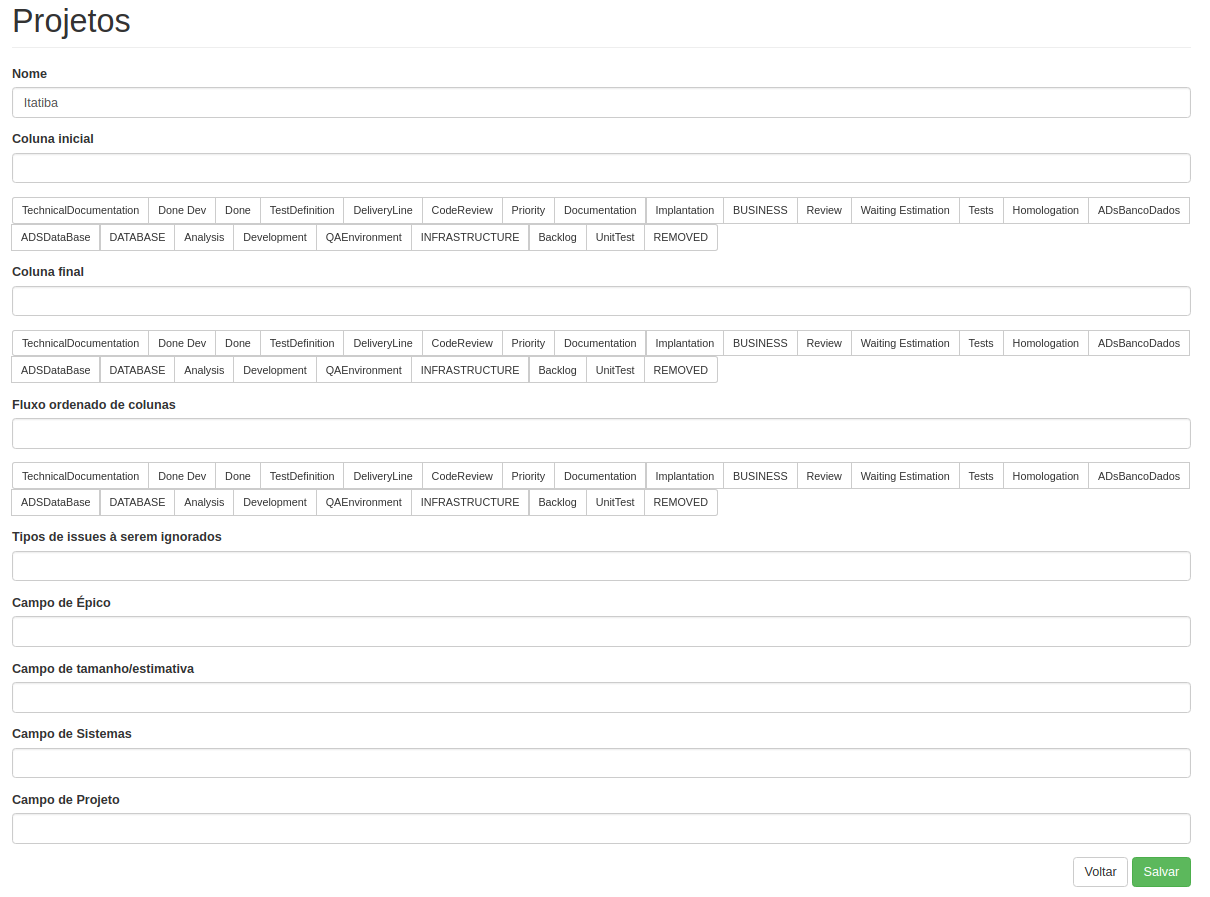 Projetos
Nome
Itatiba
Coluna inicial
TechnicalDocumentation Done Dev Done TestDefinition DeliveryLine CodeReview Priority Documentation Implantation BUSINESS Review Waiting Estimation Tests Homologation ADsBancoDados
ADSDataBase DATABASE Analysis Development QAEnvironment INFRASTRUCTURE Backlog UnitTest REMOVED
Coluna final
TechnicalDocumentation Done Dev Done TestDefinition DeliveryLine CodeReview Priority Documentation Implantation BUSINESS Review Waiting Estimation Tests Homologation ADsBancoDados
ADSDataBase DATABASE Analysis Development QAEnvironment INFRASTRUCTURE Backlog UnitTest REMOVED
Fluxo ordenado de colunas
TechnicalDocumentation Done Dev Done TestDefinition DeliveryLine CodeReview Priority Documentation Implantation BUSINESS Review Waiting Estimation Tests Homologation ADsBancoDados
ADSDataBase DATABASE Analysis Development QAEnvironment INFRASTRUCTURE Backlog UnitTest REMOVED
Tipos de issues à serem ignorados
Campo de Épico
Campo de tamanho/estimativa
Campo de Sistemas
Campo de Projeto
Voltar Salvar